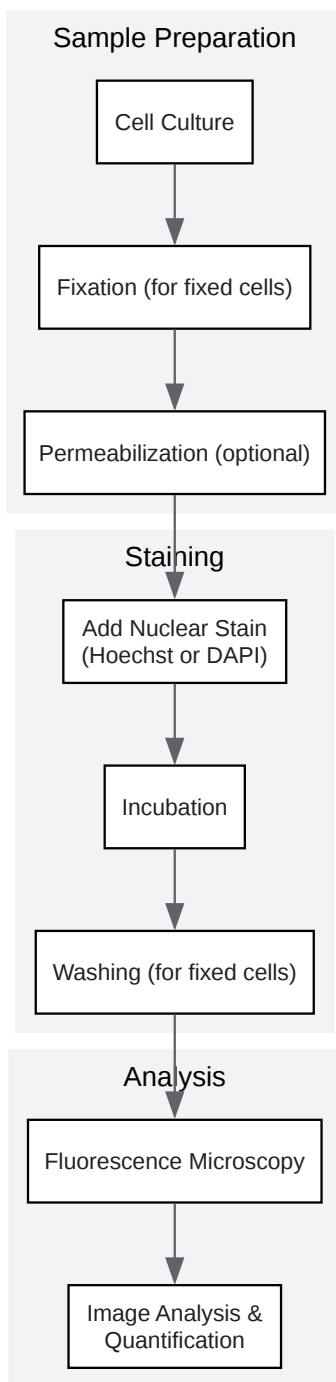 Sample Preparation
Cell Culture
Fixation (for fixed cells)
Permeabilization (optional)
Staining
Add Nuclear Stain
(Hoechst or DAPI)
Incubation
Washing (for fixed cells)
Analysis
Fluorescence Microscopy
Image Analysis &
Quantification